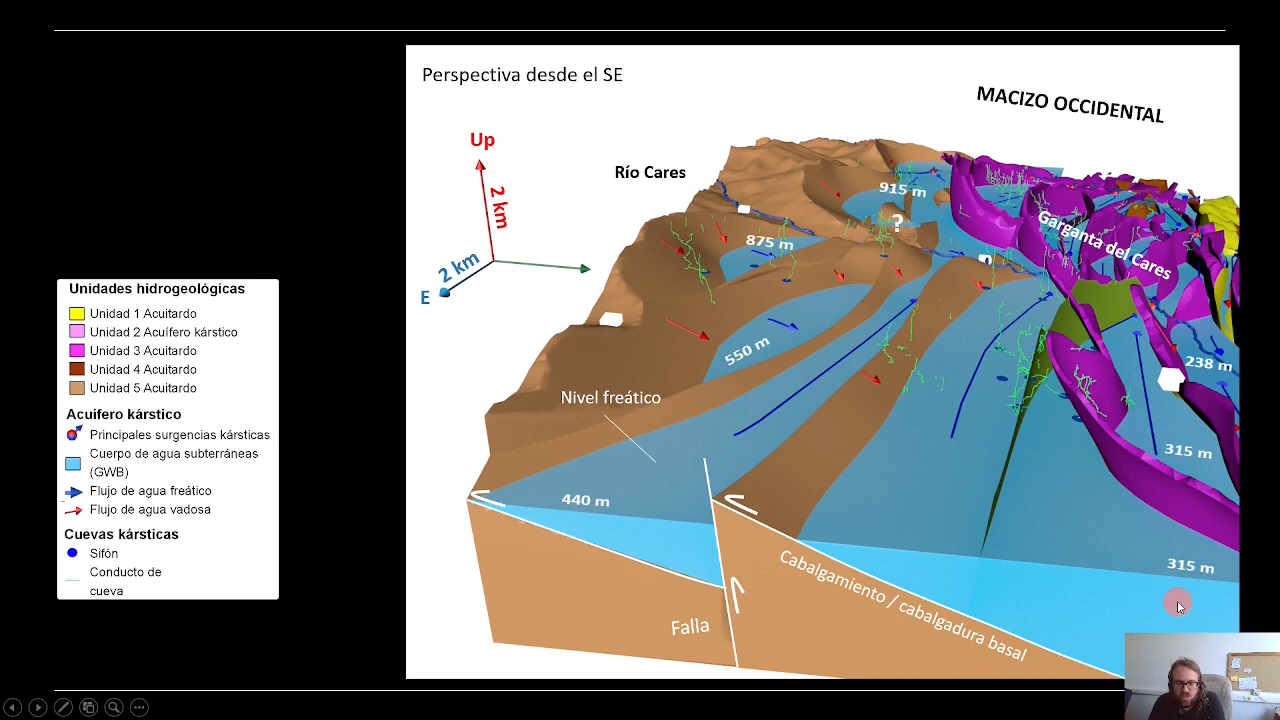 Perspectiva desde el SE
MACIZO OCCIDENTAL
Up
Río Cares
2 km
915 m
?
Garganta del Cares
875 m
2 km
E
Unidades hidrogeológicas
Unidad 1 Acuitardo
Unidad 2 Acuífero kárstico
Unidad 3 Acuitardo
Unidad 4 Acuitardo
Unidad 5 Acuitardo
Acuífero kárstico
Principales surgencias kársticas
Cuerpo de agua subterráneas
(GWB)
Flujo de agua freático
Flujo de agua vadosa
Cuevas kársticas
Sifón
Conducto de
cueva
550 m
238 m
Nivel freático
315 m
440 m
315 m
Cabalgamiento / cabalgadura basal
Falla